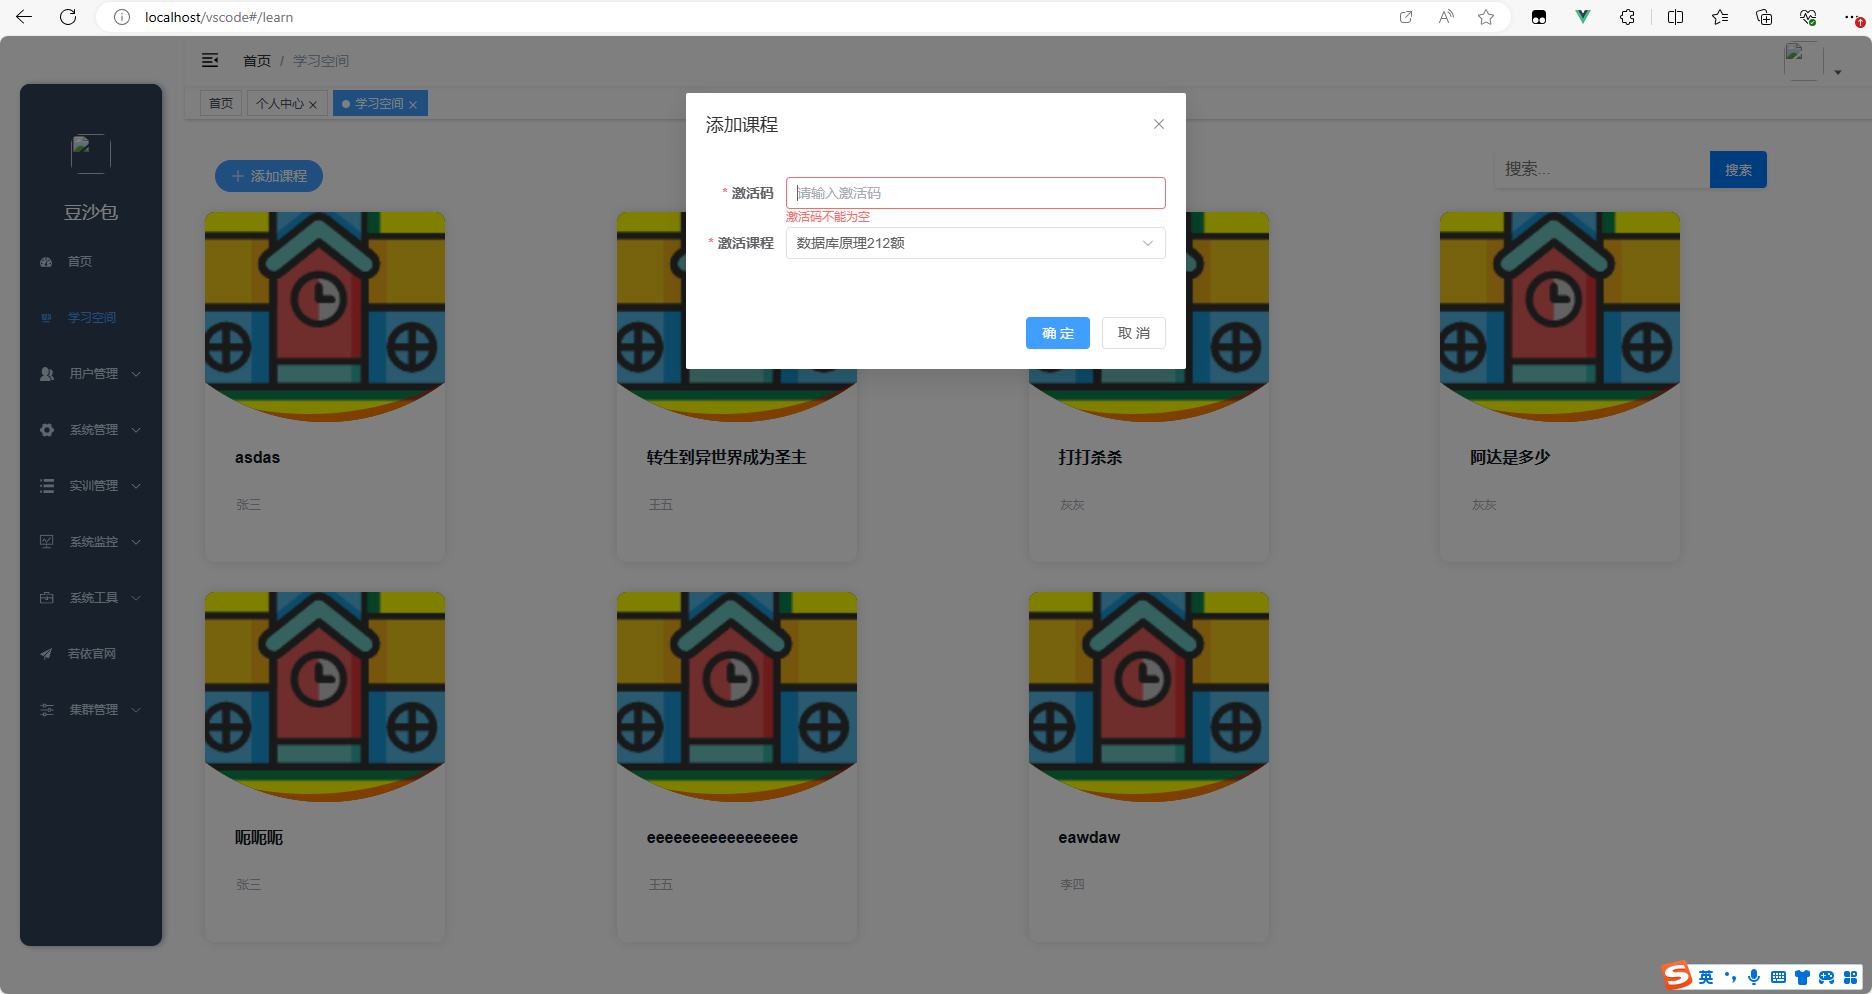 localhost/vscode#/learn
首页 / 学习空间
首页 个人中心 × 学习空间 ×
添加课程
* 激活码 请输入激活码
激活码不能为空
* 激活课程 数据库原理212额
确 定 取 消
+ 添加课程
搜索... 搜索
豆沙包
首页
学习空间
用户管理
系统管理
实训管理
系统监控
系统工具
若依官网
集群管理
asdas
张三
转生到异世界成为圣主
王五
打打杀杀
灰灰
阿达是多少
灰灰
呃呃呃
张三
eeeeeeeeeeeeeeeee
王五
eawdaw
李四
英